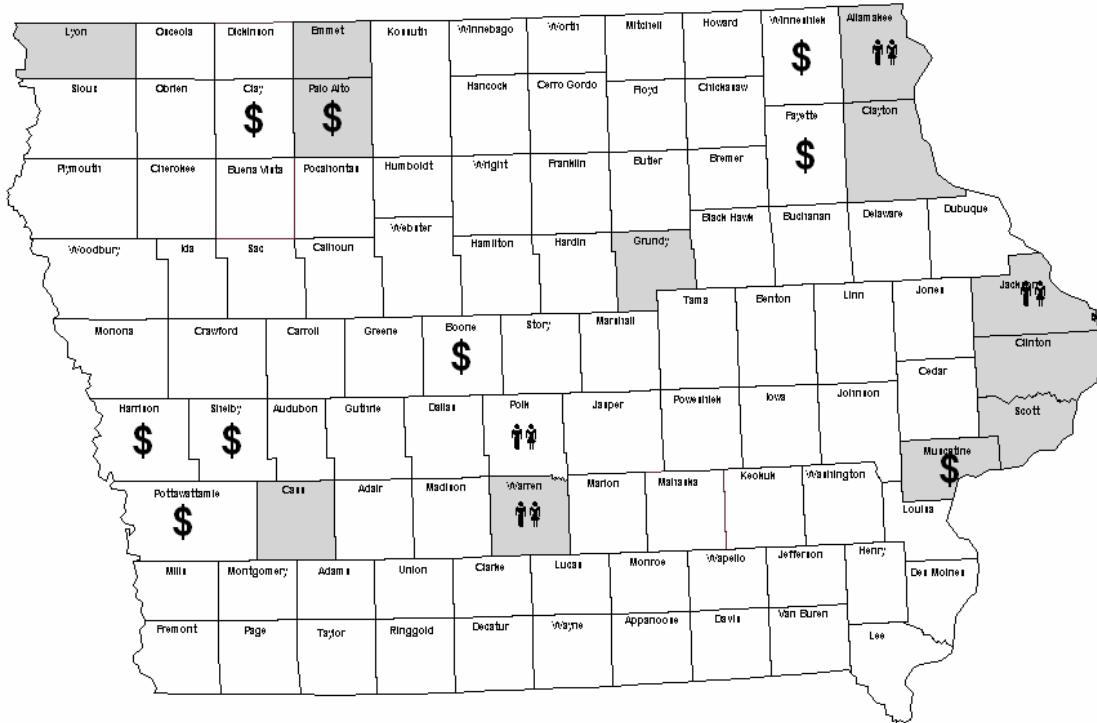 Lyon Osceola Dickinson Emmet Kossuth Winnebago Worth Mitchell Howard Winneshiek Allamakee
$
Sioux Obrien Clay Palo Alto Hancock Cerro Gordo Floyd Chickasaw Fayette Clayton
$ $ $
Plymouth Cherokee Buena Vista Pocahontas Humboldt Wright Franklin Butler Bremer
Woodbury Ida Sac Calhoun Webster Hamilton Hardin Grundy Black Hawk Buchanan Delaware Dubuque
Monona Crawford Carroll Greene Boone Story Marshall Tama Benton Linn Jones Jackson
$
Clinton
Harrison Shelby Audubon Guthrie Dallas Polk Jasper Poweshiek Iowa Johnson Cedar Scott
$ $
Muscatine
$
Pottawattamie Cass Adair Madison Warren Marion Mahaska Keokuk Washington Louisa
$
Mills Montgomery Adams Union Clarke Lucas Monroe Wapello Jefferson Henry Des Moines
Fremont Page Taylor Ringgold Decatur Wayne Appanoose Davis Van Buren Lee